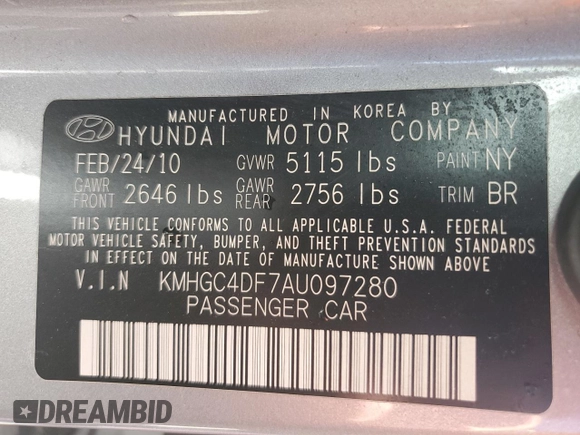 MANUFACTURED IN KOREA BY
HYUNDAI MOTOR COMPANY
FEB/24/10 GVWR 5115 lbs PAINT NY
GAWR FRONT 2646 lbs GAWR REAR 2756 lbs TRIM BR
THIS VEHICLE CONFORMS TO ALL APPLICABLE U.S.A. FEDERAL
MOTOR VEHICLE SAFETY, BUMPER, AND THEFT PREVENTION STANDARDS
IN EFFECT ON THE DATE OF MANUFACTURE SHOWN ABOVE
V.I.N KMHGC4DF7AU097280
PASSENGER CAR
DREAMBID